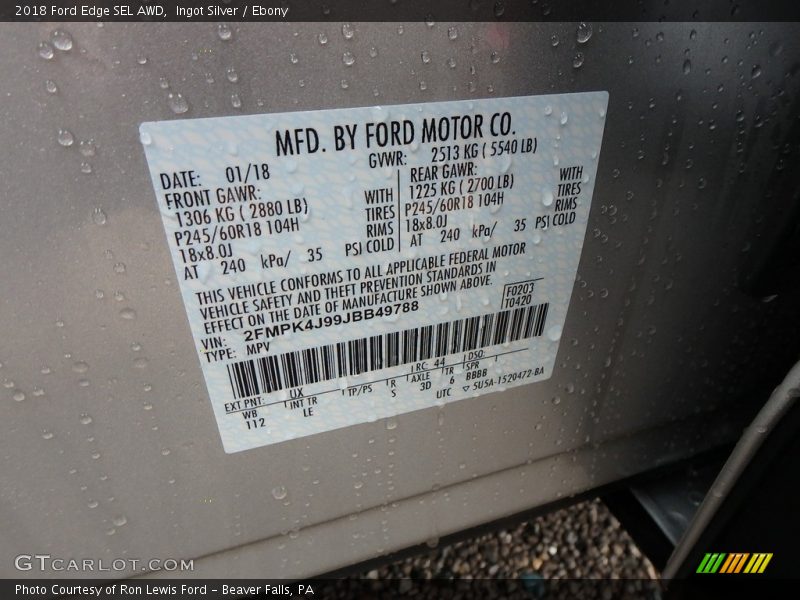 2018 Ford Edge SEL AWD,  Ingot Silver / Ebony
MFD. BY FORD MOTOR CO.
DATE: 01/18 GVWR: 2513 KG ( 5540 LB)
FRONT GAWR: REAR GAWR:
1306 KG ( 2880 LB) WITH 1225 KG ( 2700 LB) WITH
P245/60R18 104H TIRES P245/60R18 104H TIRES
18x8.0J RIMS 18x8.0J RIMS
AT 240 kPa/ 35 PSI COLD AT 240 kPa/ 35 PSI COLD
THIS VEHICLE CONFORMS TO ALL APPLICABLE FEDERAL MOTOR
VEHICLE SAFETY AND THEFT PREVENTION STANDARDS IN
EFFECT ON THE DATE OF MANUFACTURE SHOWN ABOVE.
VIN: 2FMPK4J99JBB49788 F0203
TYPE: MPV T0420
EXT PNT: UX RC: 44 DSO:
WB INT TR TP/PS R AXLE TR SPR
112 LE S 3D 6 BBBB
UTC ▽ SU5A-1520472-BA
GTCARLOT.COM
Photo Courtesy of Ron Lewis Ford - Beaver Falls, PA